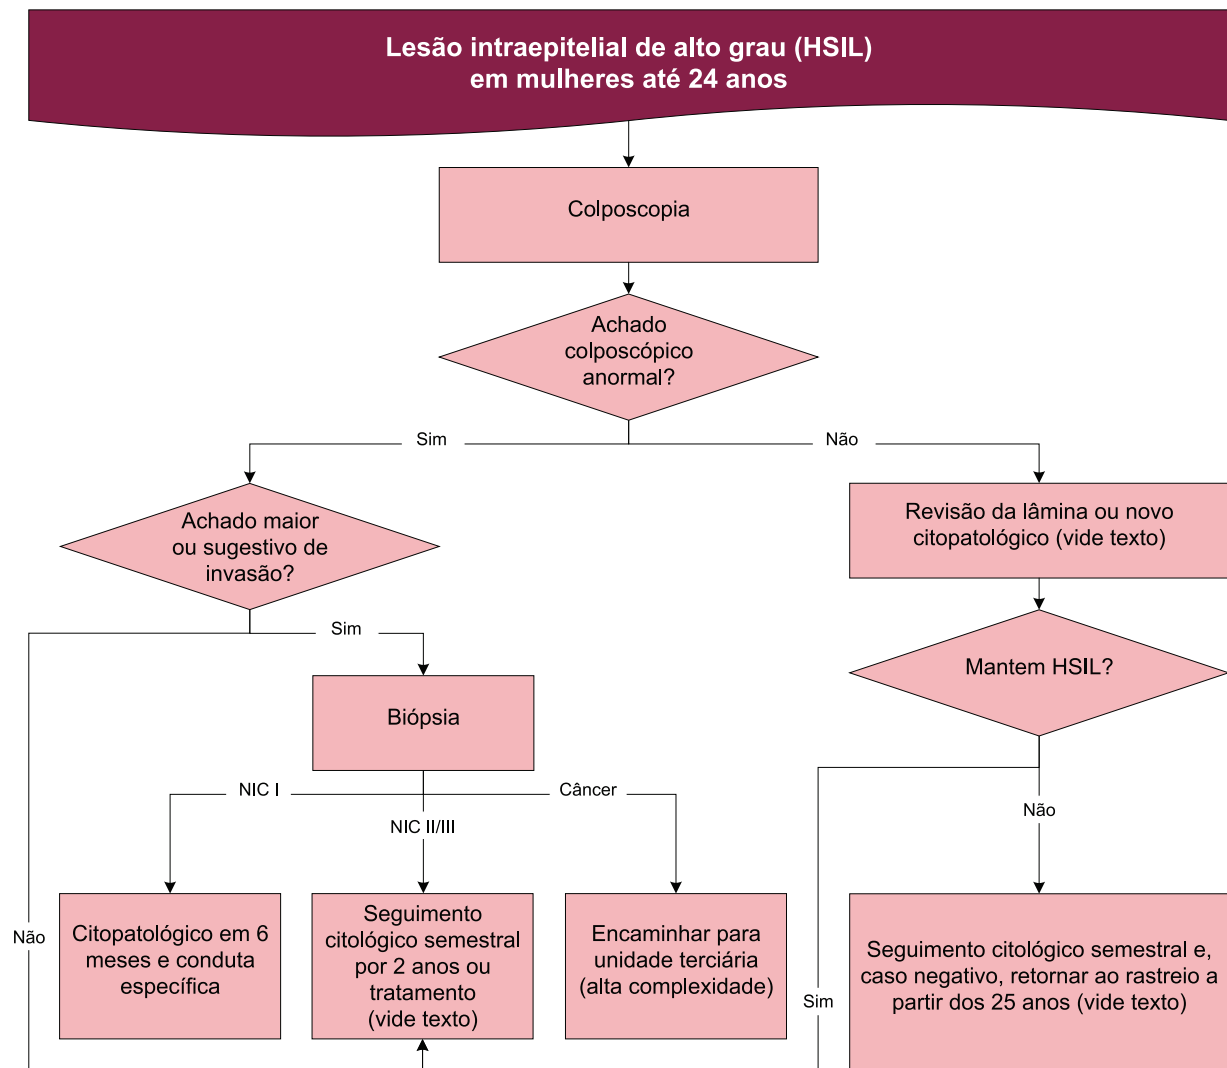 Lesão intraepitelial de alto grau (HSIL)
em mulheres até 24 anos
Colposcopia
Achado
colposcópico
anormal?
Sim
Não
Achado maior
ou sugestivo de
invasão?
Revisão da lâmina ou novo
citopatológico (vide texto)
Sim
Mantem HSIL?
Biópsia
NIC I
Câncer
NIC II/III
Não
Citopatológico em 6
meses e conduta
específica
Seguimento
citológico semestral
por 2 anos ou
tratamento
(vide texto)
Encaminhar para
unidade terciária
(alta complexidade)
Seguimento citológico semestral e,
caso negativo, retornar ao rastreio a
partir dos 25 anos (vide texto)
Não
Sim